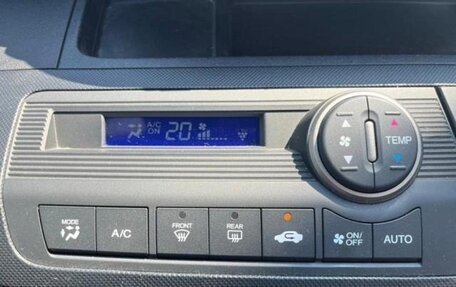 A/C
ON
20
TEMP
MODE
A/C
FRONT
REAR
ON/
OFF
AUTO